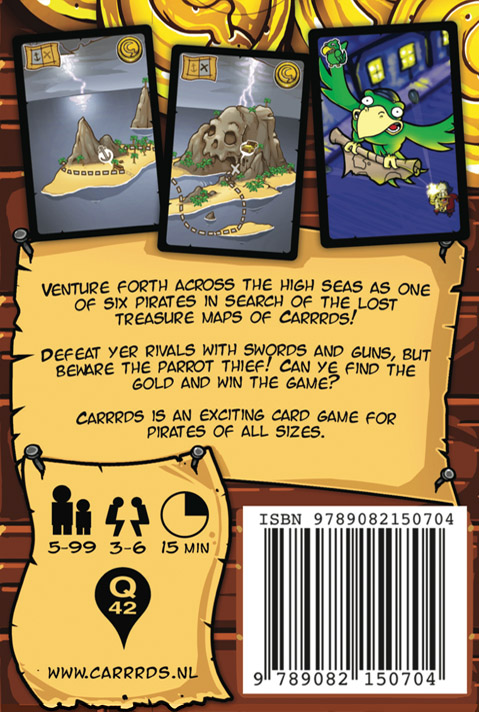 VENTURE FORTH ACROSS THE HIGH SEAS AS ONE
OF SIX PIRATES IN SEARCH OF THE LOST
TREASURE MAPS OF CARRRDS!
DEFEAT YER RIVALS WITH SWORDS AND GUNS, BUT
BEWARE THE PARROT THIEF! CAN YE FIND THE
GOLD AND WIN THE GAME?
CARRRDS IS AN EXCITING CARD GAME FOR
PIRATES OF ALL SIZES.
5-99 3-6 15 MIN
Q
42
WWW.CARRRDS.NL
ISBN 9789082150704
9 789082 150704